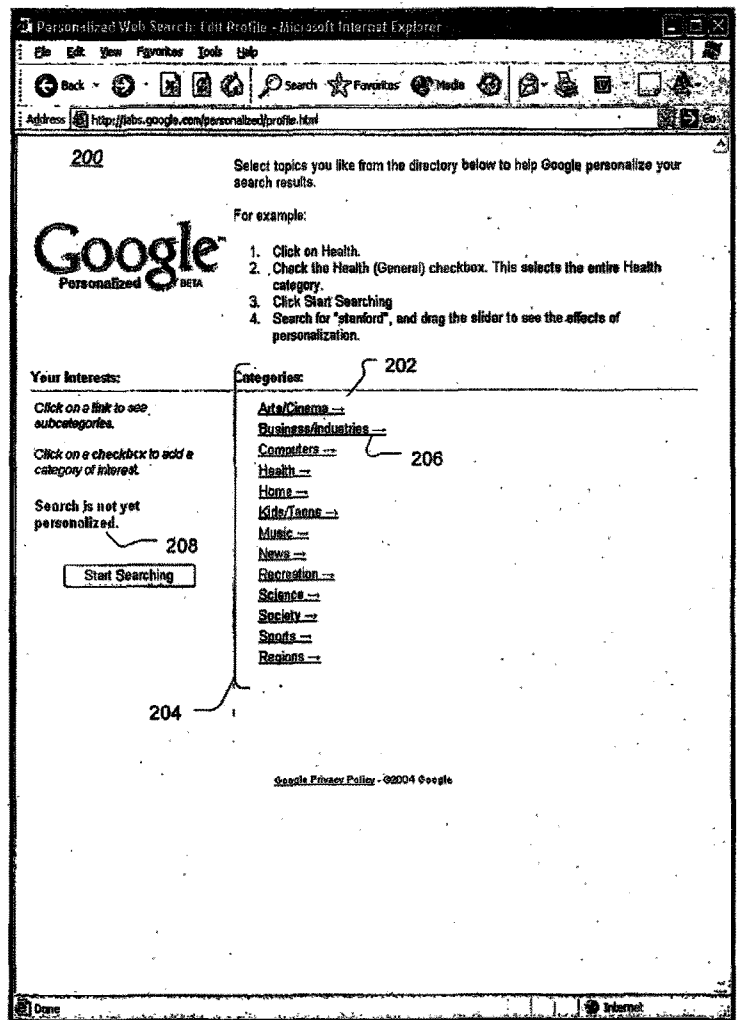 Personalized Web Search: Edit Profile - Microsoft Internet Explorer
File Edit View Favorites Tools Help
Back Search Favorites Media
Address http://labs.google.com/personalized/profile.html Go
200
Select topics you like from the directory below to help Google personalize your
search results.
For example:
Google™
Personalized BETA
1. Click on Health.
2. Check the Health (General) checkbox. This selects the entire Health
category.
3. Click Start Searching
4. Search for "stanford", and drag the slider to see the effects of
personalization.
202
Your Interests:
Categories:
Click on a link to see
subcategories.
Click on a checkbox to add a
category of interest.
Search is not yet
personalized.
208
Start Searching
Arts/Cinema →
Business/Industries →
Computers →
206
Health →
Home →
Kids/Teens →
Music →
News →
Recreation →
Science →
Society →
Sports →
Regions →
204
Google Privacy Policy - ©2004 Google
Done Internet